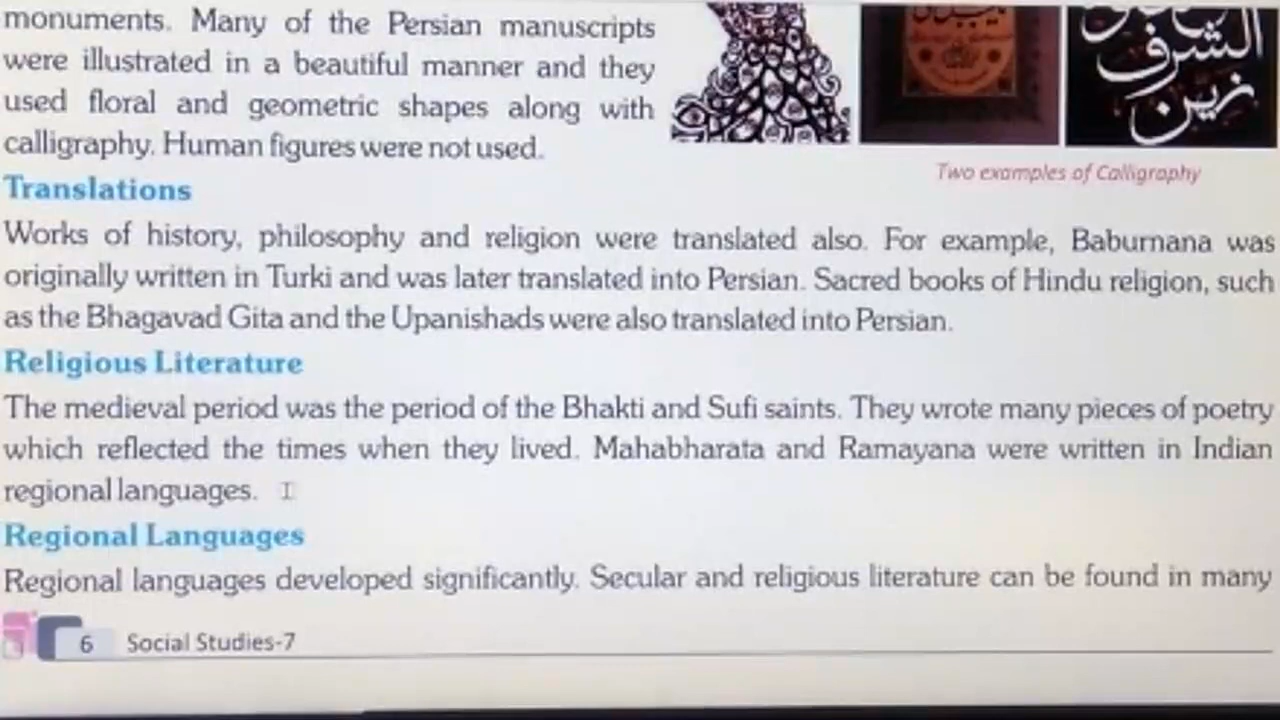 monuments. Many of the Persian manuscripts
were illustrated in a beautiful manner and they
used floral and geometric shapes along with
calligraphy. Human figures were not used.
الشرف
زين
Two examples of Calligraphy
Translations
Works of history, philosophy and religion were translated also. For example, Baburnana was
originally written in Turki and was later translated into Persian. Sacred books of Hindu religion, such
as the Bhagavad Gita and the Upanishads were also translated into Persian.
Religious Literature
The medieval period was the period of the Bhakti and Sufi saints. They wrote many pieces of poetry
which reflected the times when they lived. Mahabharata and Ramayana were written in Indian
regional languages.
Regional Languages
Regional languages developed significantly. Secular and religious literature can be found in many
6 Social Studies-7